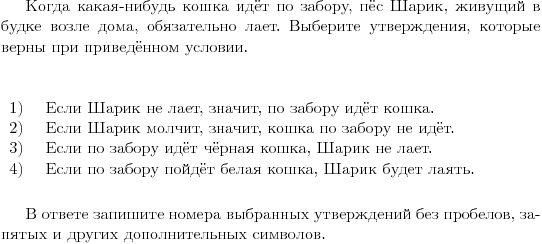 Когда какая-нибудь кошка идёт по забору, пёс Шарик, живущий в
будке возле дома, обязательно лает. Выберите утверждения, которые
верны при приведённом условии.
1) Если Шарик не лает, значит, по забору идёт кошка.
2) Если Шарик молчит, значит, кошка по забору не идёт.
3) Если по забору идёт чёрная кошка, Шарик не лает.
4) Если по забору пойдёт белая кошка, Шарик будет лаять.
В ответе запишите номера выбранных утверждений без пробелов, за-
пятых и других дополнительных символов.